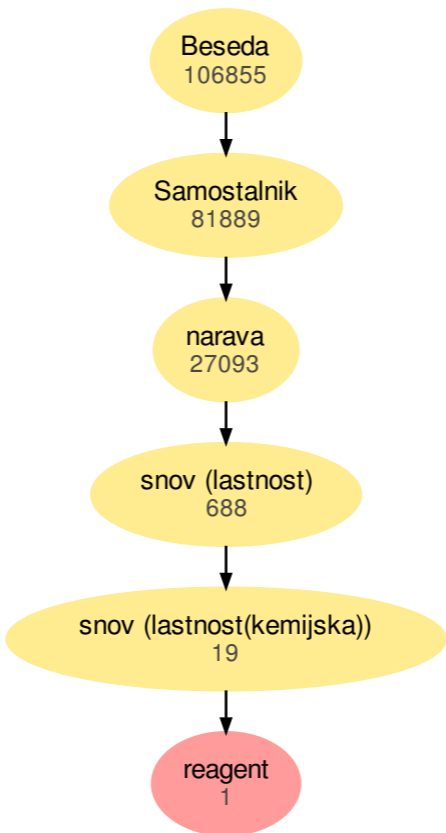 Beseda
106855
Samostalnik
81889
narava
27093
snov (lastnost)
688
snov (lastnost(kemijska))
19
reagent
1